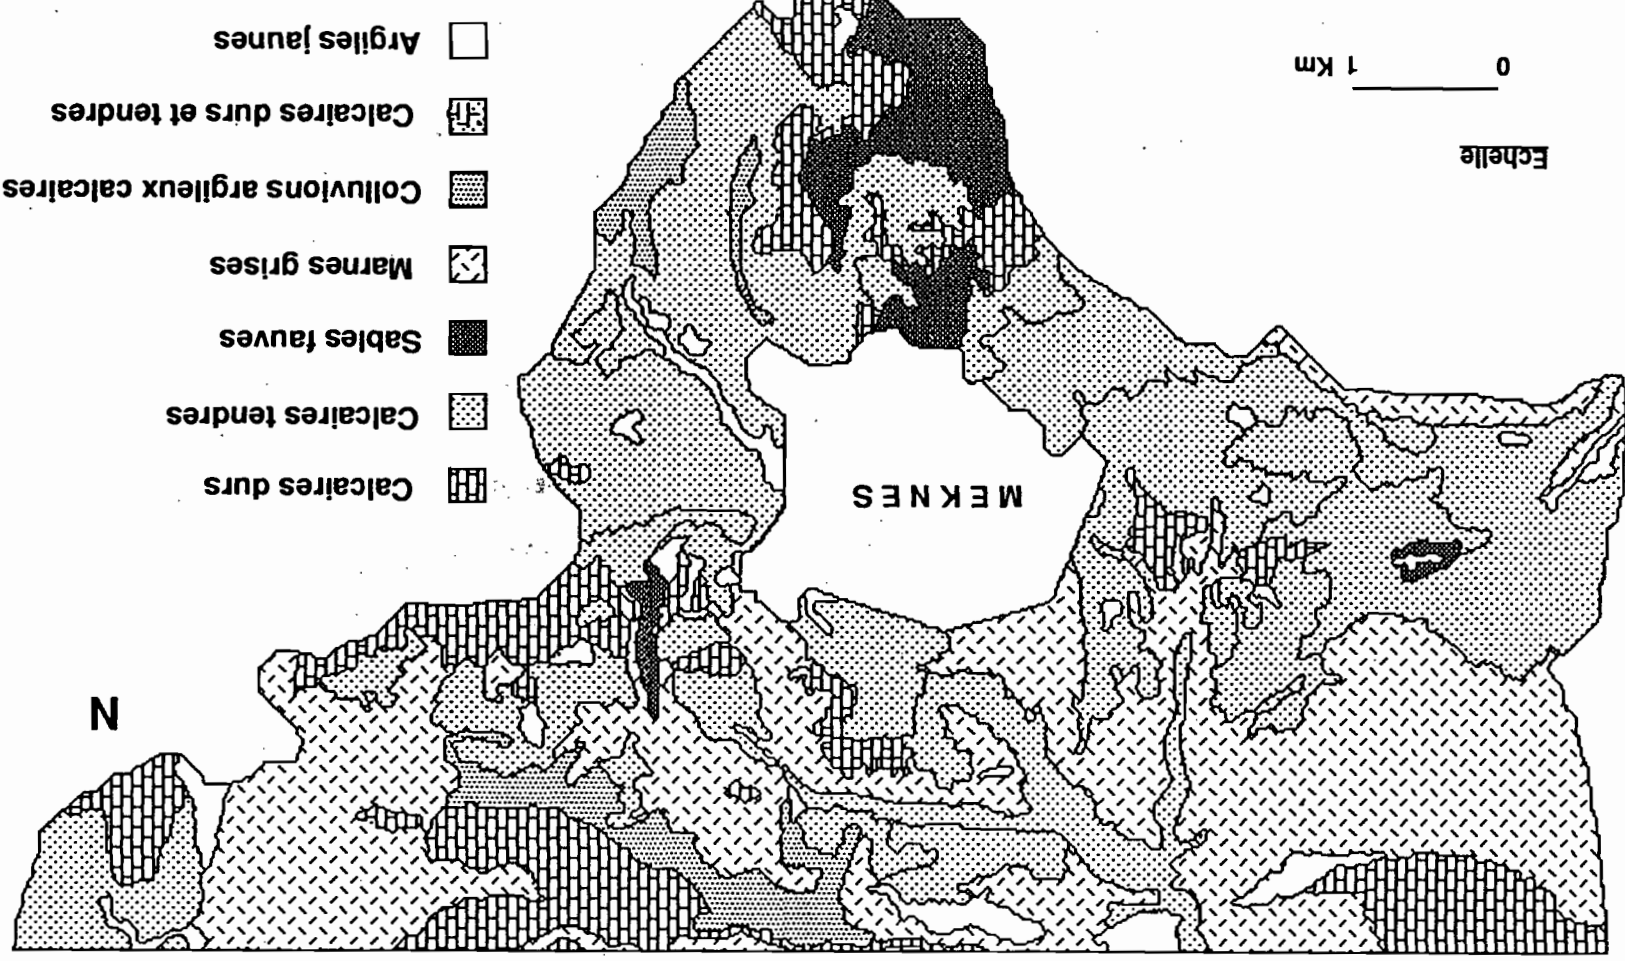 N
MEKNES
Calcaires durs
Calcaires tendres
Sables fauves
Marnes grises
Colluvions argileux calcaires
Calcaires durs et tendres
Argiles jaunes
Echelle
0 1 Km